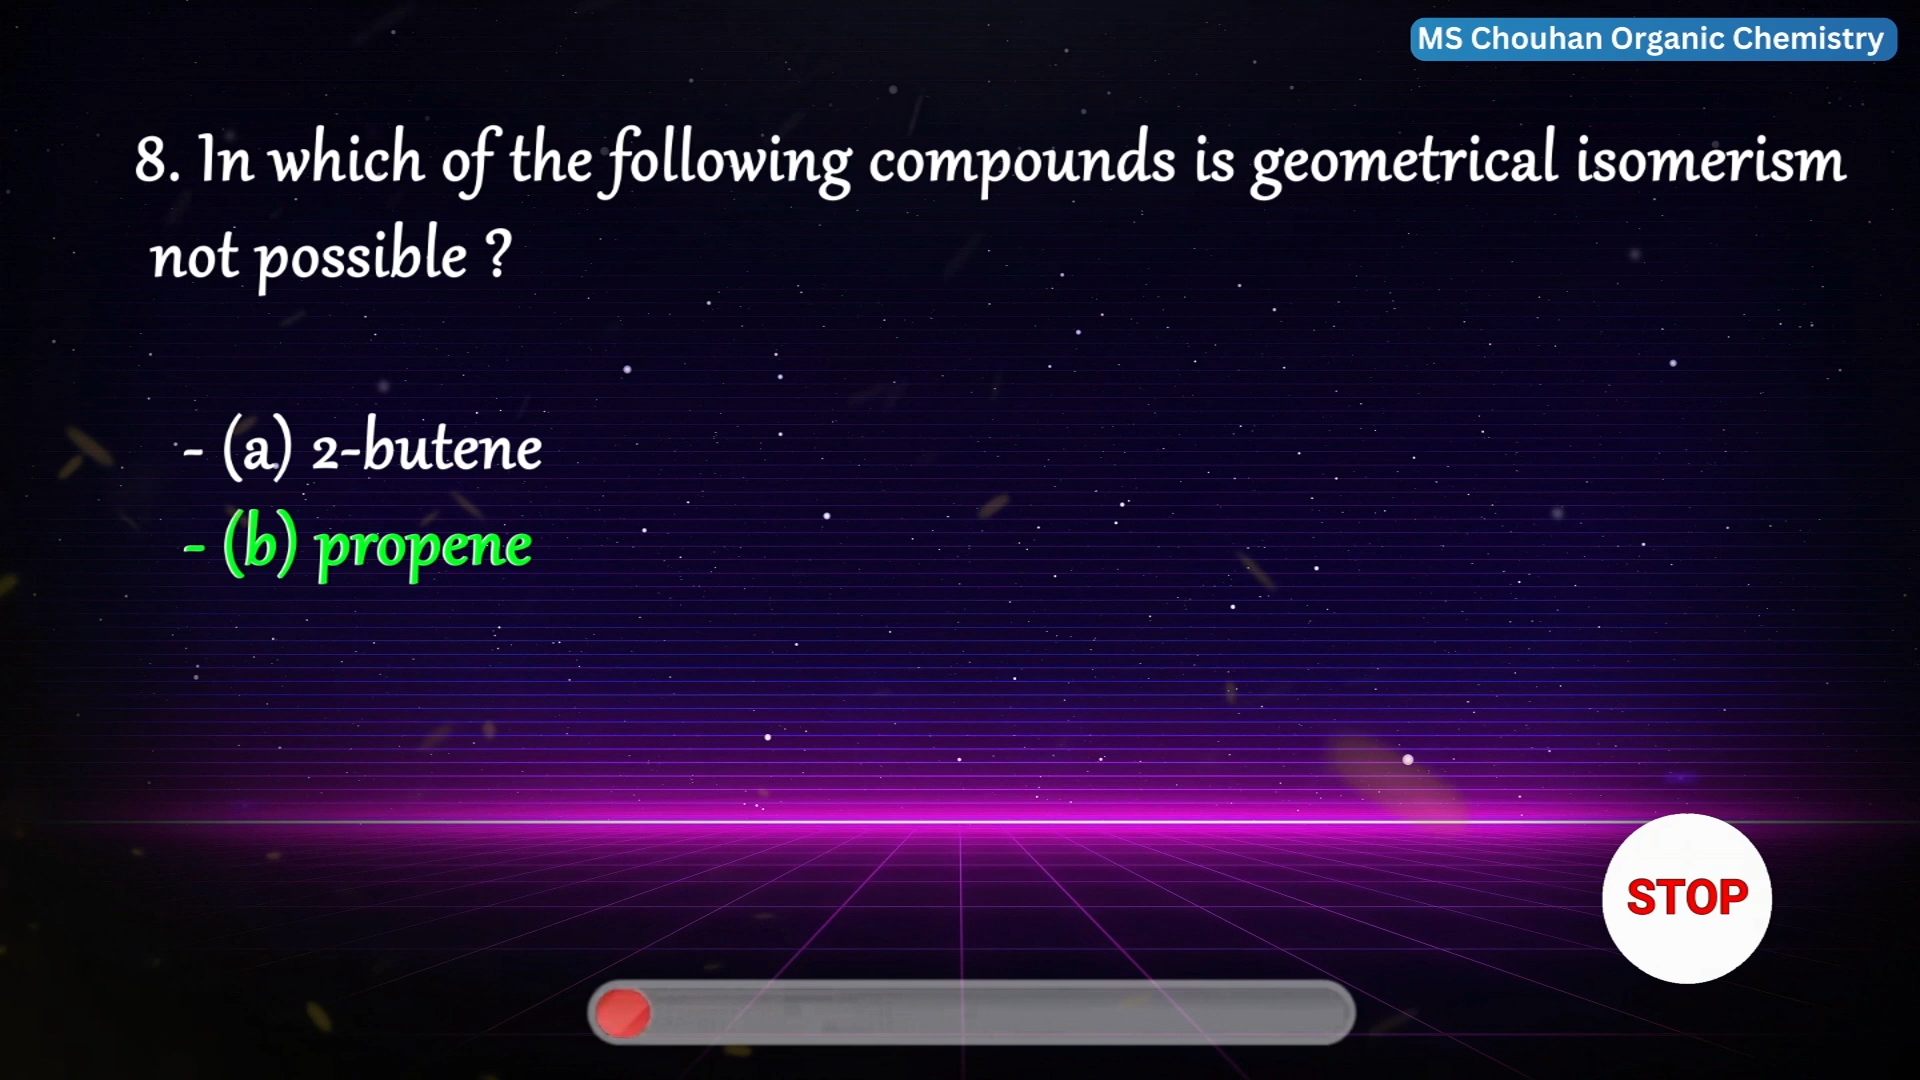 MS Chouhan Organic Chemistry
8. In which of the following compounds is geometrical isomerism
not possible ?
- (a) 2-butene
- (b) propene
STOP